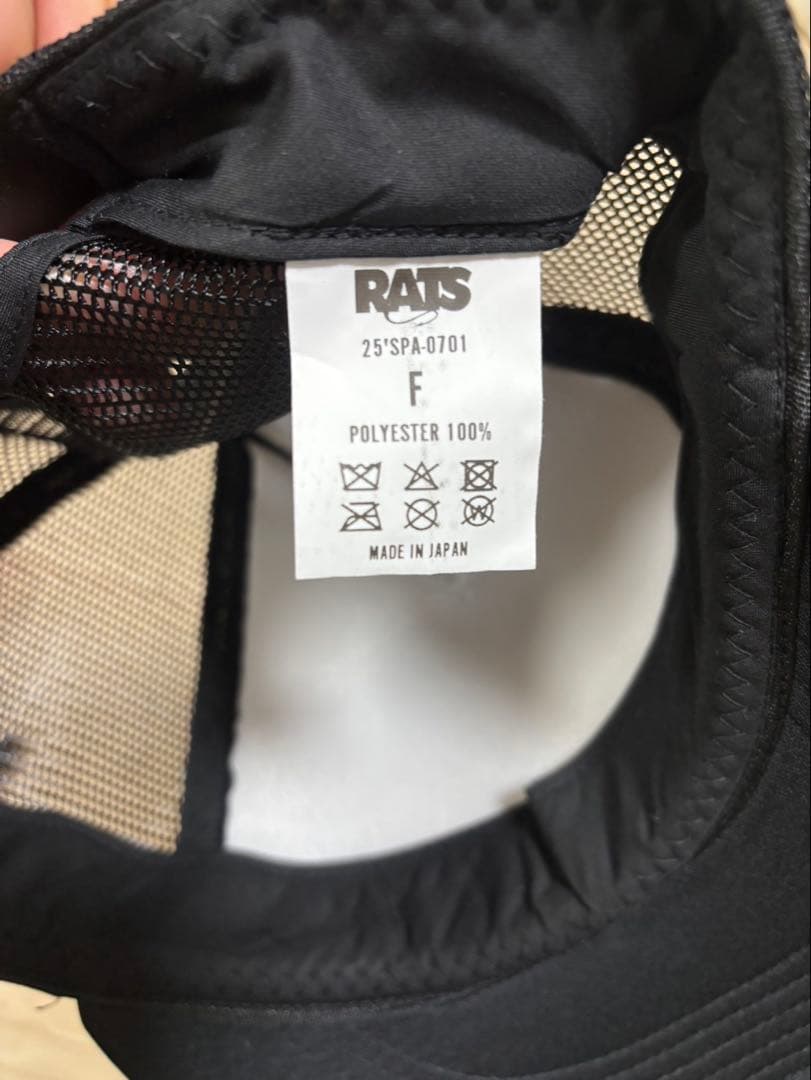 RATS
25'SPA-0701
F
POLYESTER 100%
W
MADE IN JAPAN